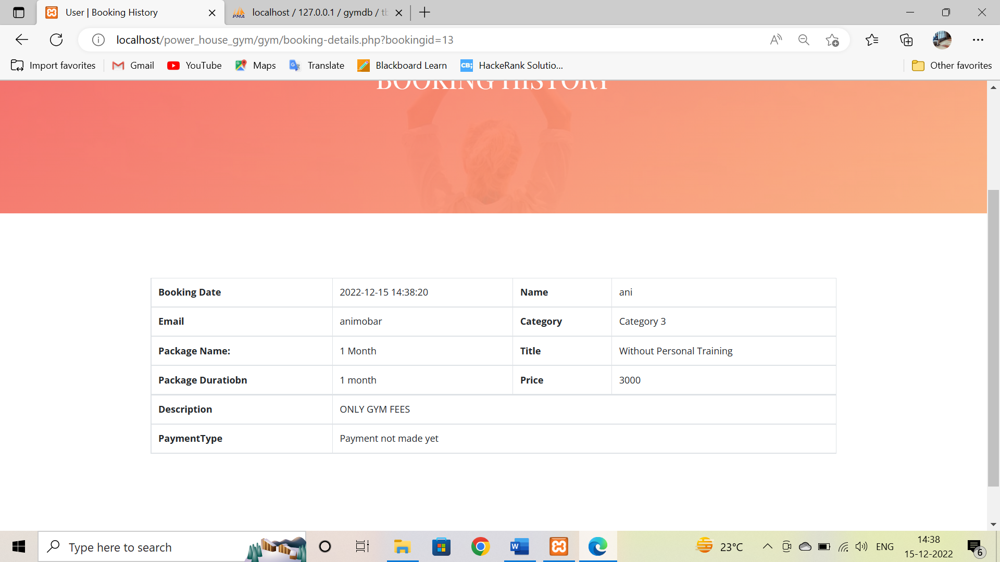 User | Booking History
localhost / 127.0.0.1 / gymdb / tb
localhost/power_house_gym/gym/booking-details.php?bookingid=13
Import favorites Gmail YouTube Maps Translate Blackboard Learn HackeRank Solutio... Other favorites
BOOKING HISTORY
Booking Date 2022-12-15 14:38:20 Name ani
Email animobar Category Category 3
Package Name: 1 Month Title Without Personal Training
Package Duratiobn 1 month Price 3000
Description ONLY GYM FEES
PaymentType Payment not made yet
Type here to search
23°C ENG
14:38
15-12-2022
6